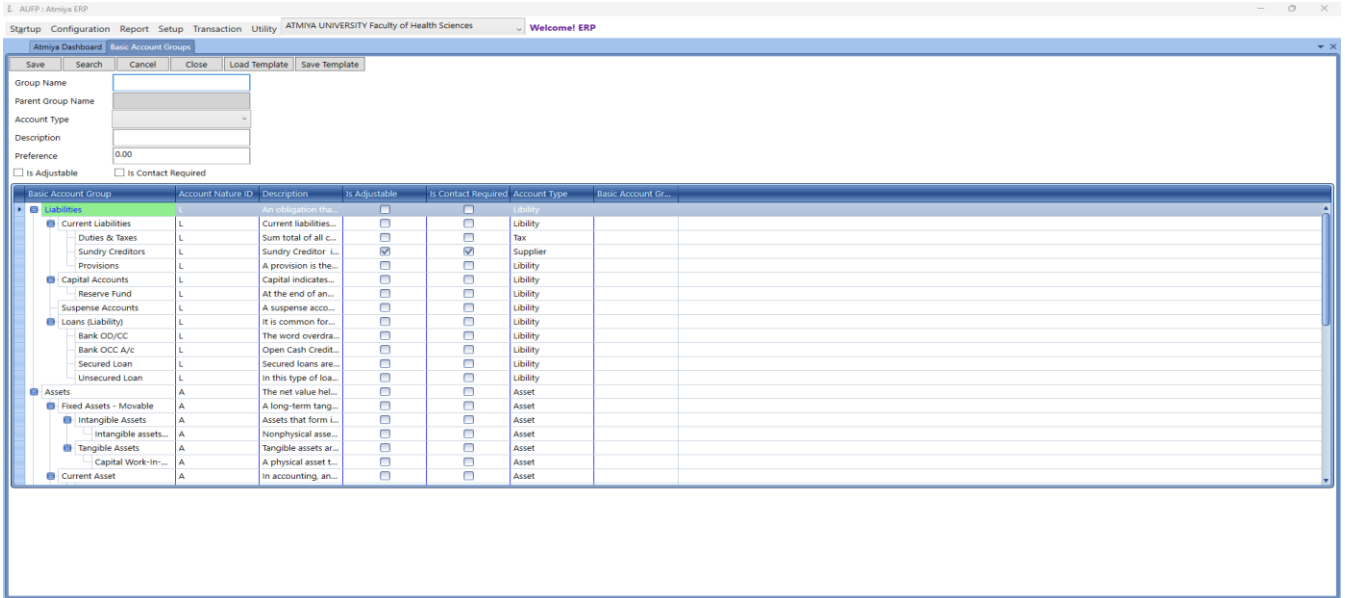 AUFP : Atmiya ERP
Startup Configuration Report Setup Transaction Utility ATMIYA UNIVERSITY Faculty of Health Sciences Welcome! ERP
Atmiya Dashboard Basic Account Groups
Save Search Cancel Close Load Template Save Template
Group Name
Parent Group Name
Account Type
Description
Preference 0.00
Is Adjustable Is Contact Required
Basic Account Group Account Nature ID Description Is Adjustable Is Contact Required Account Type Basic Account Gr...
Liabilities L An obligation tha... Libility
Current Liabilities L Current liabilities... Libility
Duties & Taxes L Sum total of all c... Tax
Sundry Creditors L Sundry Creditor i... Supplier
Provisions L A provision is the... Libility
Capital Accounts L Capital indicates... Libility
Reserve Fund L At the end of an... Libility
Suspense Accounts L A suspense acco... Libility
Loans (Liability) L It is common for... Libility
Bank OD/CC L The word overdra... Libility
Bank OCC A/c L Open Cash Credit... Libility
Secured Loan L Secured loans are... Libility
Unsecured Loan L In this type of loa... Libility
Assets A The net value hel... Asset
Fixed Assets - Movable A A long-term tang... Asset
Intangible Assets A Assets that form i... Asset
Intangible assets... A Nonphysical asse... Asset
Tangible Assets A Tangible assets ar... Asset
Capital Work-In-... A A physical asset t... Asset
Current Asset A In accounting, an... Asset